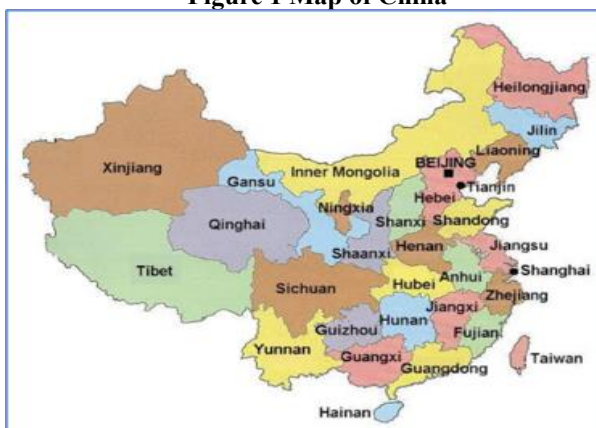 Figure 1 Map of China
Heilongjiang
Jilin
Liaoning
Inner Mongolia
BEIJING
Tianjin
Hebei
Xinjiang
Gansu
Ningxia
Shanxi
Shandong
Qinghai
Shaanxi
Henan
Jiangsu
Tibet
Sichuan
Hubei
Anhui
Shanghai
Zhejiang
Jiangxi
Hunan
Guizhou
Fujian
Yunnan
Guangxi
Guangdong
Taiwan
Hainan